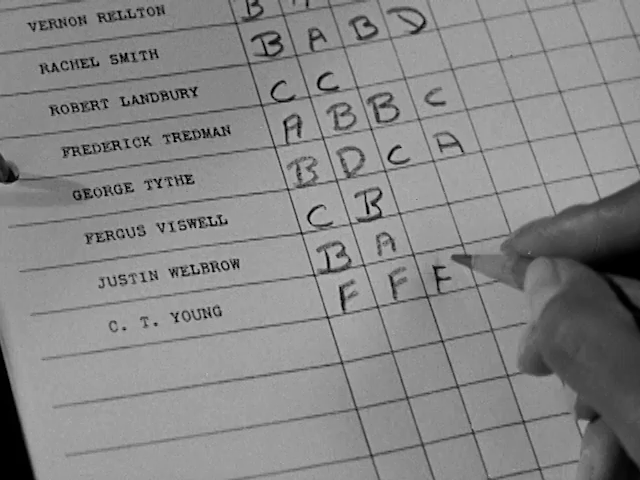 VERNON RELLTON B
RACHEL SMITH B A B D
ROBERT LANDBURY C C
FREDERICK TREDMAN A B B C
GEORGE TYTHE B D C A
FERGUS VISWELL C B
JUSTIN WELBROW B A
C. T. YOUNG F F F